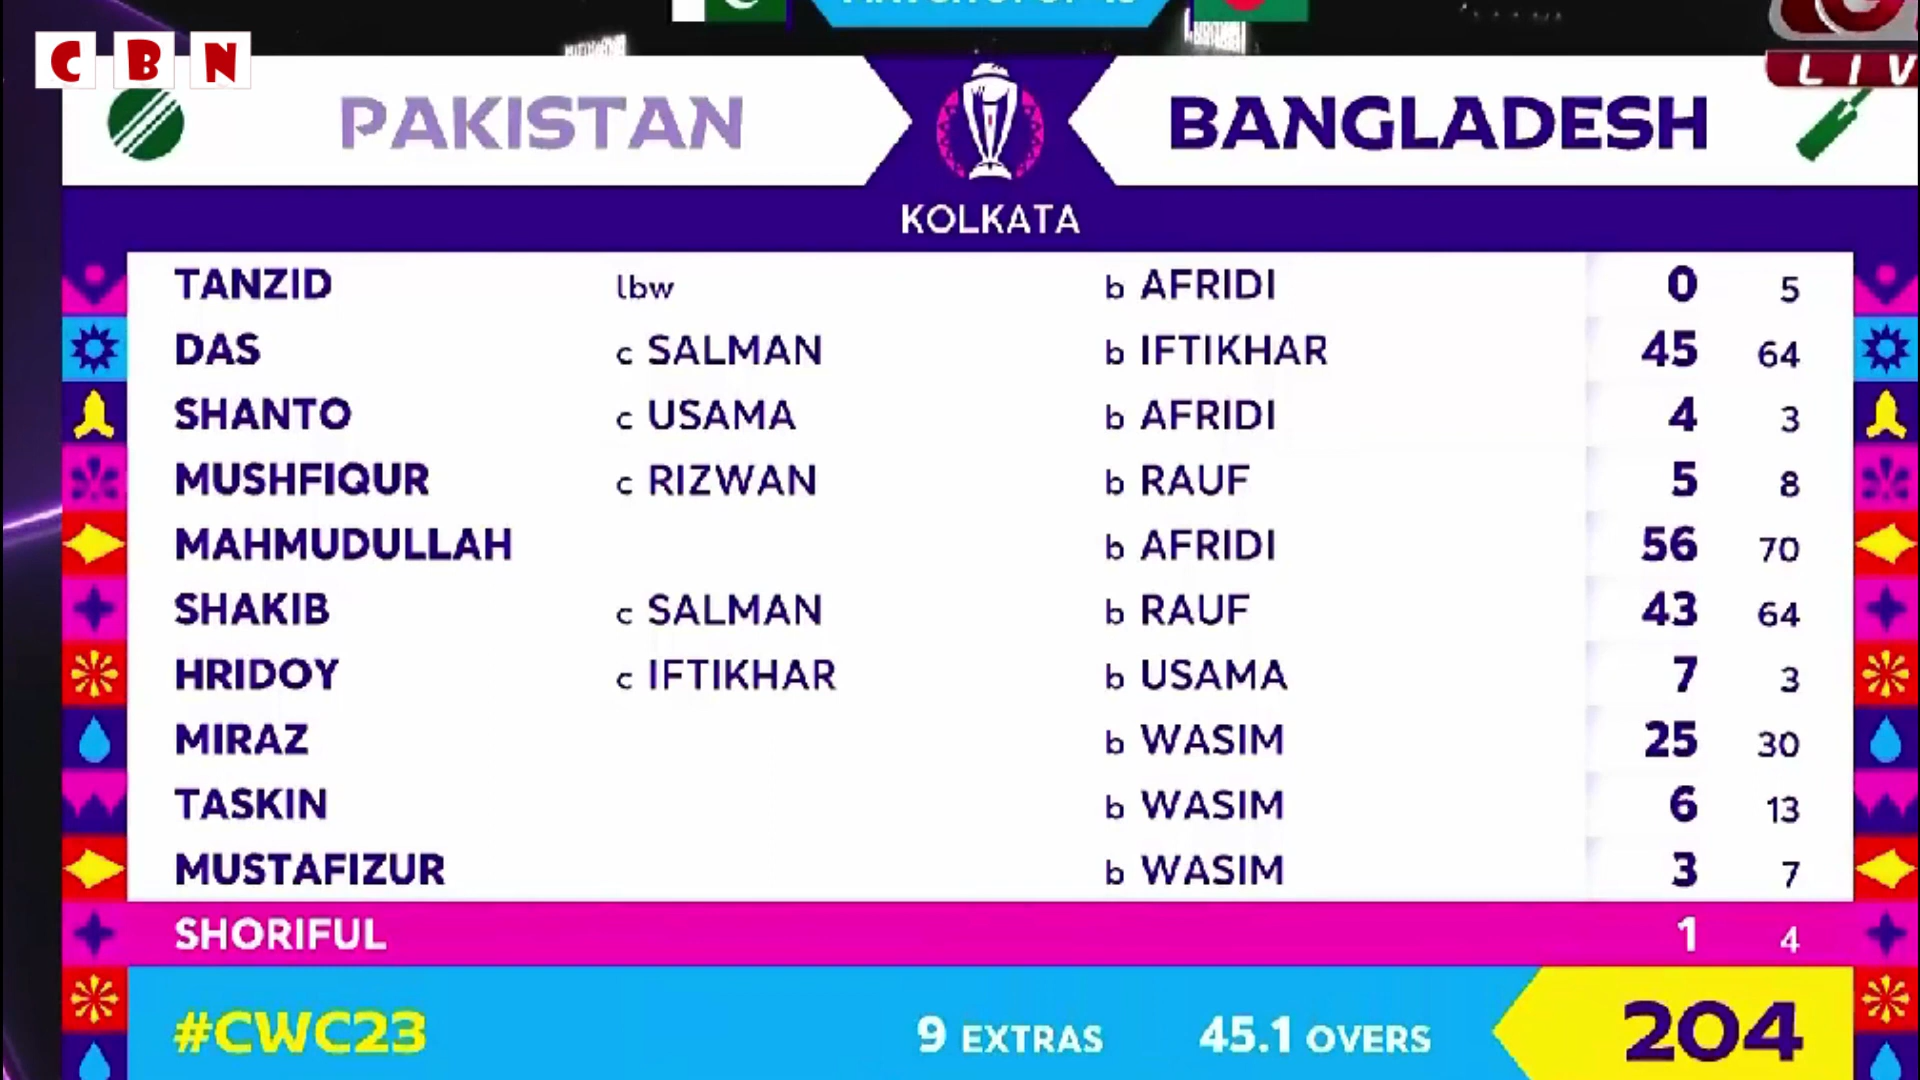 C B N
LIV
PAKISTAN BANGLADESH
KOLKATA
TANZID lbw b AFRIDI 0 5
DAS c SALMAN b IFTIKHAR 45 64
SHANTO c USAMA b AFRIDI 4 3
MUSHFIQUR c RIZWAN b RAUF 5 8
MAHMUDULLAH b AFRIDI 56 70
SHAKIB c SALMAN b RAUF 43 64
HRIDOY c IFTIKHAR b USAMA 7 3
MIRAZ b WASIM 25 30
TASKIN b WASIM 6 13
MUSTAFIZUR b WASIM 3 7
SHORIFUL 1 4
#CWC23 9 EXTRAS 45.1 OVERS 204